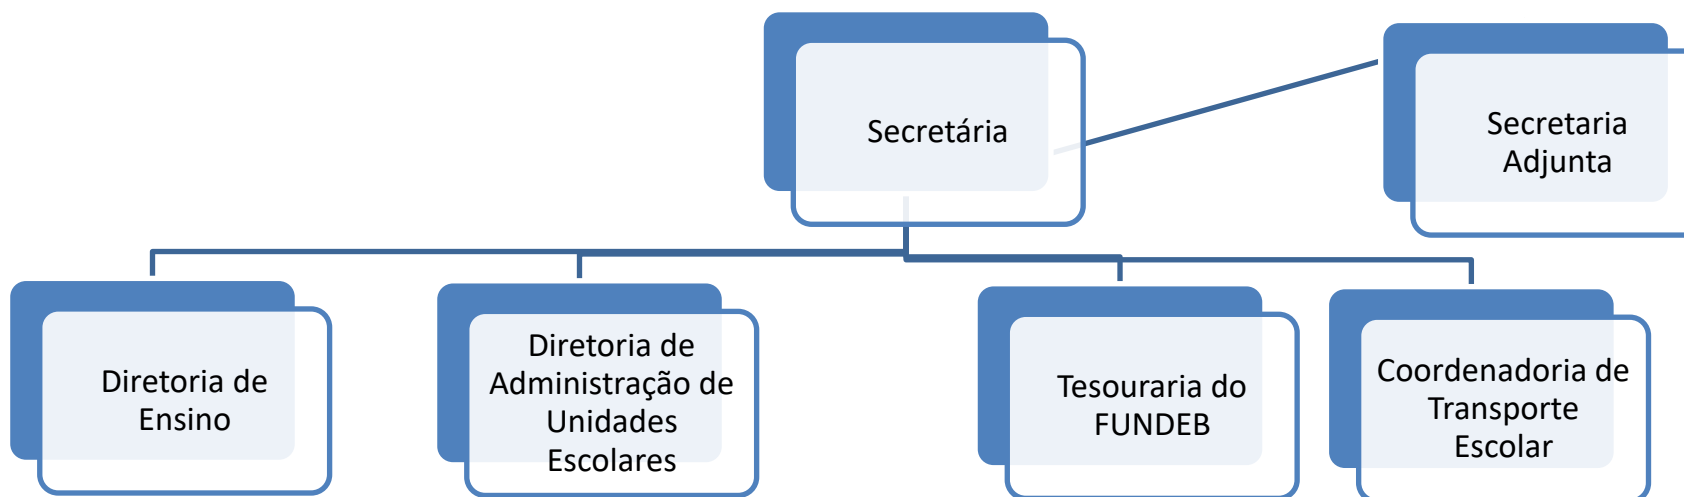 Secretária
Secretaria
Adjunta
Diretoria de
Ensino
Diretoria de
Administração de
Unidades
Escolares
Tesouraria do
FUNDEB
Coordenadoria de
Transporte
Escolar